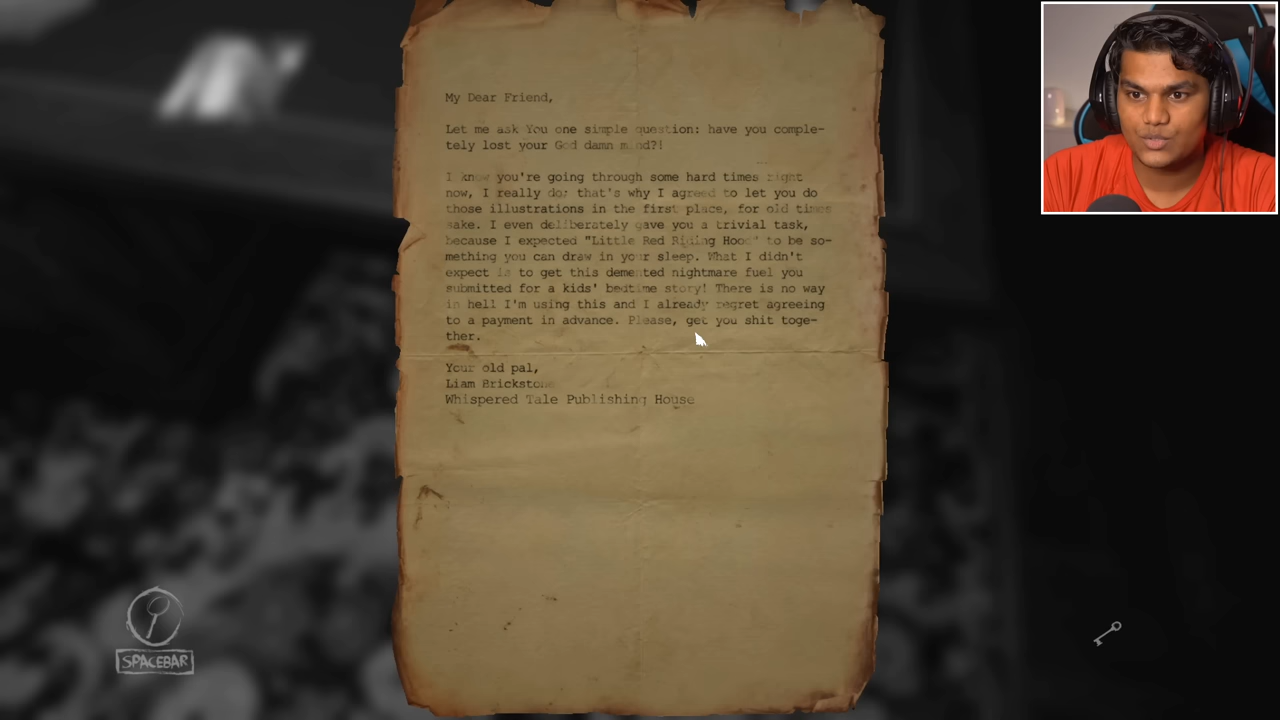 My Dear Friend,
Let me ask You one simple question: have you comple-
tely lost your God damn mind?!
I know you're going through some hard times right
now, I really do; that's why I agreed to let you do
those illustrations in the first place, for old times
sake. I even deliberately gave you a trivial task,
because I expected "Little Red Riding Hood" to be so-
mething you can draw in your sleep. What I didn't
expect is to get this demented nightmare fuel you
submitted for a kids' bedtime story! There is no way
in hell I'm using this and I already regret agreeing
to a payment in advance. Please, get you shit toge-
ther.
Your old pal,
Liam Brickstone
Whispered Tale Publishing House
SPACEBAR